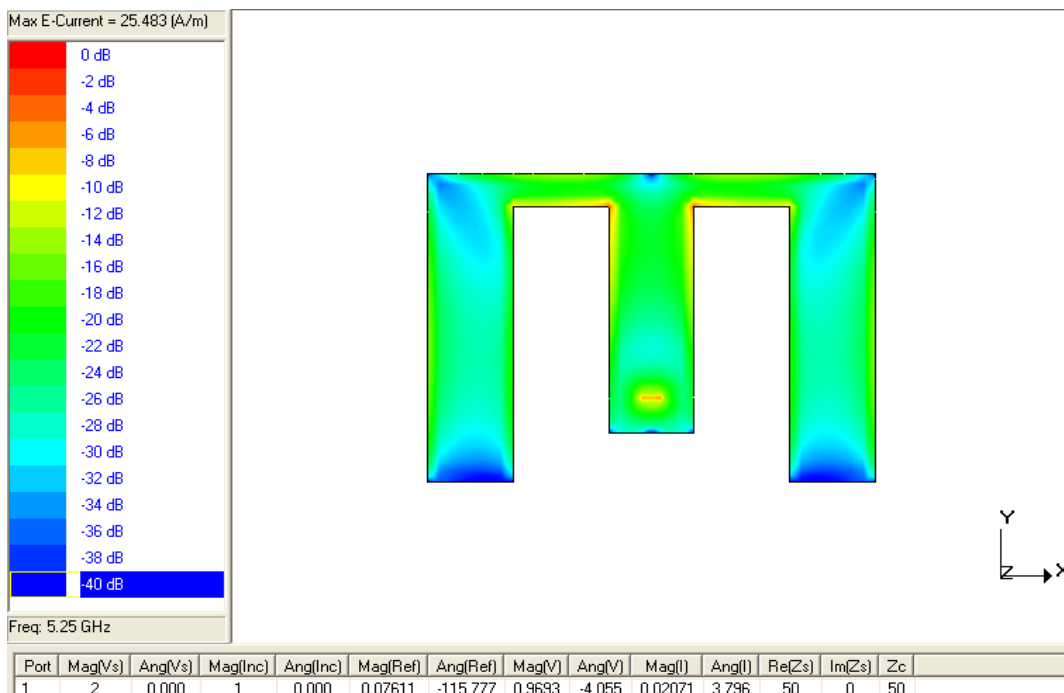 Max E-Current = 25.483 (A/m)
0 dB
-2 dB
-4 dB
-6 dB
-8 dB
-10 dB
-12 dB
-14 dB
-16 dB
-18 dB
-20 dB
-22 dB
-24 dB
-26 dB
-28 dB
-30 dB
-32 dB
-34 dB
-36 dB
-38 dB
-40 dB
Y
Z X
Freq: 5.25 GHz
Port Mag(Vs) Ang(Vs) Mag(Inc) Ang(Inc) Mag(Ref) Ang(Ref) Mag(V) Ang(V) Mag(I) Ang(I) Re(Zs) Im(Zs) Zc
1 2 0.000 1 0.000 0.07611 -115.777 0.9693 -4.055 0.02071 3.796 50 0 50